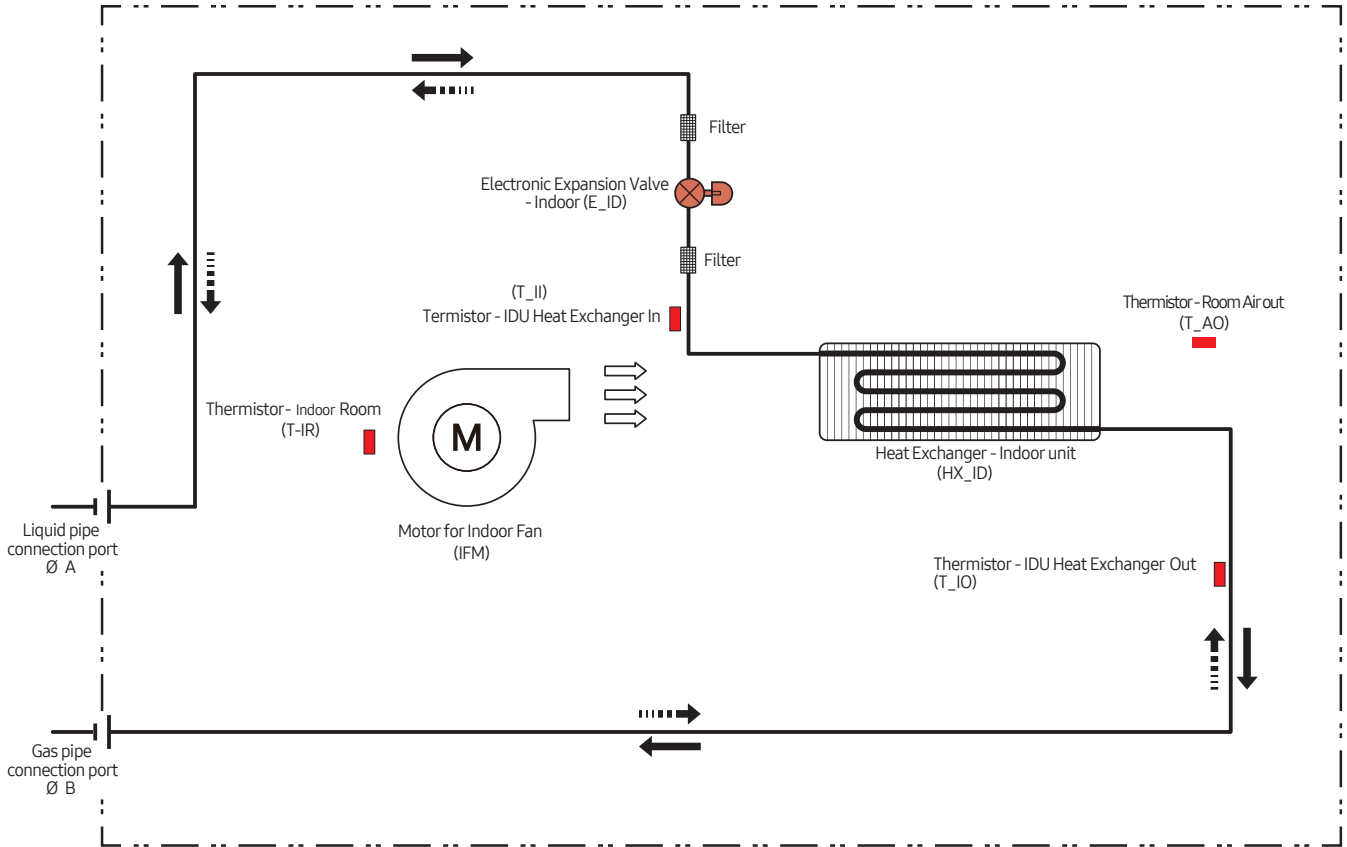 Filter
Electronic Expansion Valve
- Indoor (E_ID)
Filter
(T_II)
Termistor - IDU Heat Exchanger In
Thermistor - Room Air out
(T_AO)
Thermistor - Indoor Room
(T-IR)
M
Heat Exchanger - Indoor unit
(HX_ID)
Motor for Indoor Fan
(IFM)
Liquid pipe
connection port
Ø A
Thermistor - IDU Heat Exchanger Out
(T_IO)
Gas pipe
connection port
Ø B